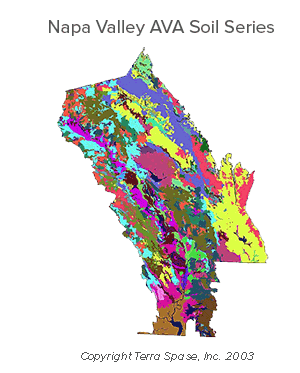 Napa Valley AVA Soil Series
Copyright Terra Spase, Inc. 2003